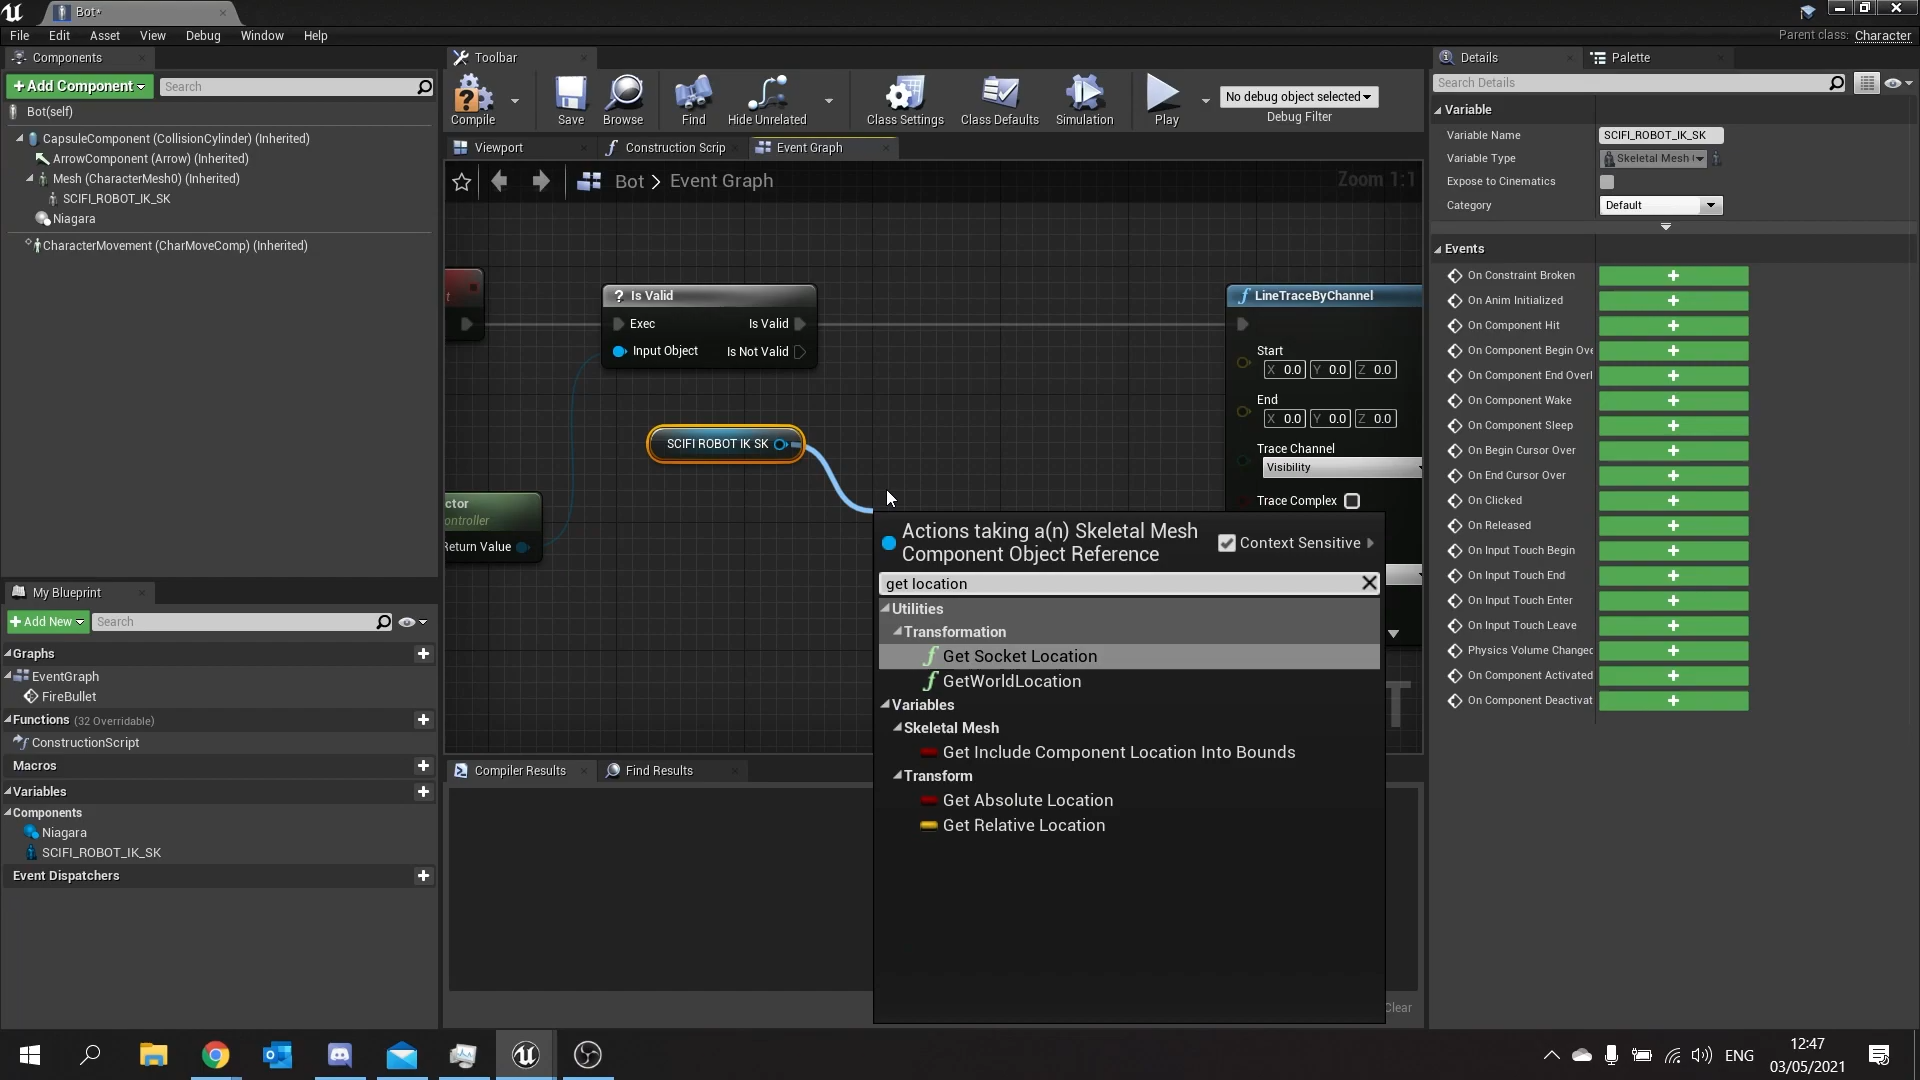 Bot*
File Edit Asset View Debug Window Help
Parent class: Character
Components
+ Add Component
Search
Bot(self)
CapsuleComponent (CollisionCylinder) (Inherited)
ArrowComponent (Arrow) (Inherited)
Mesh (CharacterMesh0) (Inherited)
SCIFI_ROBOT_IK_SK
Niagara
CharacterMovement (CharMoveComp) (Inherited)
My Blueprint
+ Add New
Search
Graphs
EventGraph
FireBullet
Functions (32 Overridable)
ConstructionScript
Macros
Variables
Components
Niagara
SCIFI_ROBOT_IK_SK
Event Dispatchers
Toolbar
Compile Save Browse Find Hide Unrelated Class Settings Class Defaults Simulation Play
No debug object selected
Debug Filter
Viewport Construction Scrip Event Graph
Bot > Event Graph
Zoom 1:1
t
? Is Valid
Exec Is Valid
Input Object Is Not Valid
SCIFI ROBOT IK SK
ctor
ontroller
Return Value
LineTraceByChannel
Start
X 0.0 Y 0.0 Z 0.0
End
X 0.0 Y 0.0 Z 0.0
Trace Channel
Visibility
Trace Complex
Actions taking a(n) Skeletal Mesh
Component Object Reference
Context Sensitive
get location
Utilities
Transformation
Get Socket Location
GetWorldLocation
Variables
Skeletal Mesh
Get Include Component Location Into Bounds
Transform
Get Absolute Location
Get Relative Location
T
Compiler Results Find Results
Clear
Details Palette
Search Details
Variable
Variable Name SCIFI_ROBOT_IK_SK
Variable Type Skeletal Mesh
Expose to Cinematics
Category Default
Events
On Constraint Broken
On Anim Initialized
On Component Hit
On Component Begin Ove
On Component End Overl
On Component Wake
On Component Sleep
On Begin Cursor Over
On End Cursor Over
On Clicked
On Released
On Input Touch Begin
On Input Touch End
On Input Touch Enter
On Input Touch Leave
Physics Volume Changed
On Component Activated
On Component Deactivat
ENG
12:47
03/05/2021